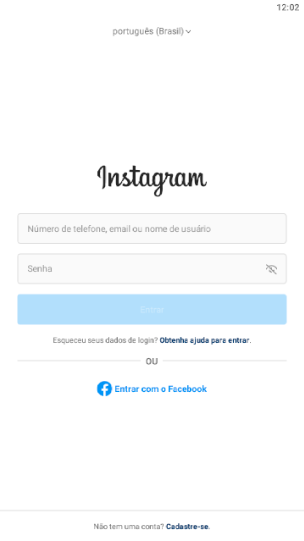 12:02
português (Brasil)
Instagram
Número de telefone, email ou nome de usuário
Senha
Entrar
Esqueceu seus dados de login? Obtenha ajuda para entrar.
OU
Entrar com o Facebook
Não tem uma conta? Cadastre-se.